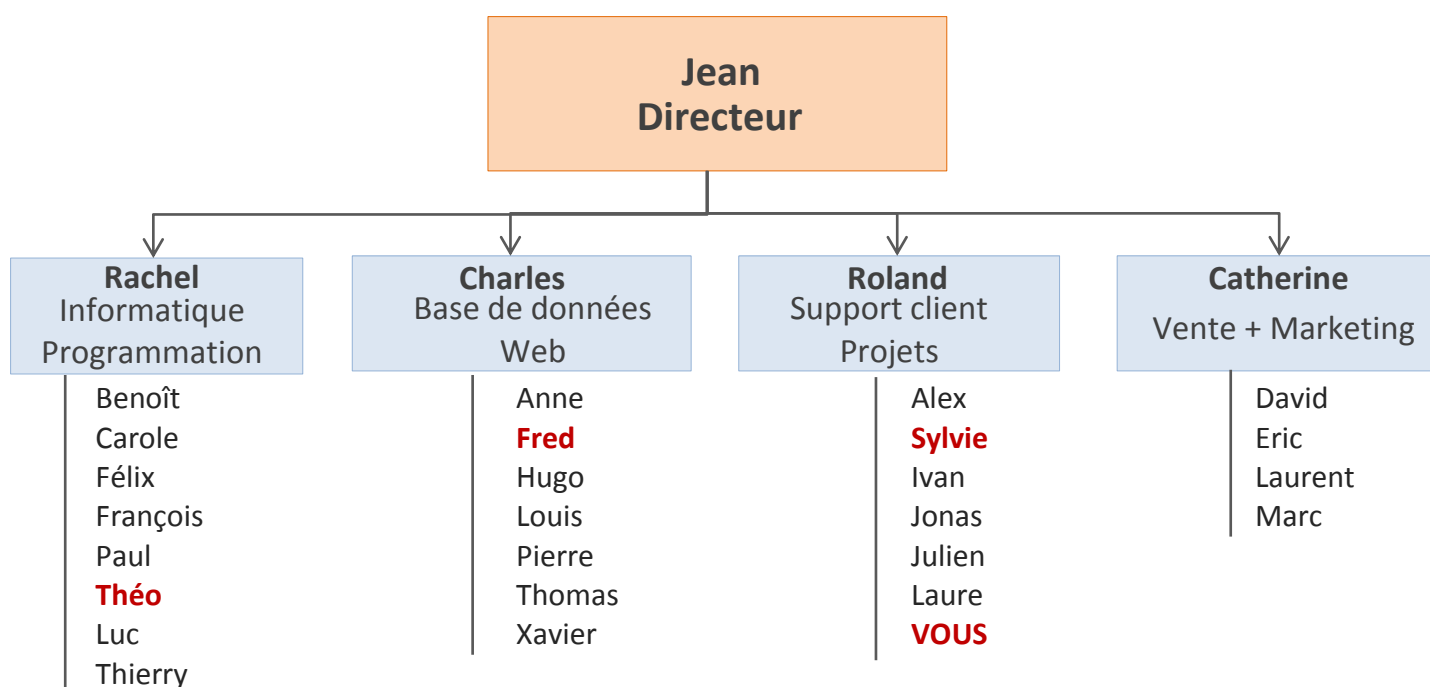 Jean
Directeur
Rachel
Informatique
Programmation
Benoît
Carole
Félix
François
Paul
Théo
Luc
Thierry
Charles
Base de données
Web
Anne
Fred
Hugo
Louis
Pierre
Thomas
Xavier
Roland
Support client
Projets
Alex
Sylvie
Ivan
Jonas
Julien
Laure
VOUS
Catherine
Vente + Marketing
David
Eric
Laurent
Marc